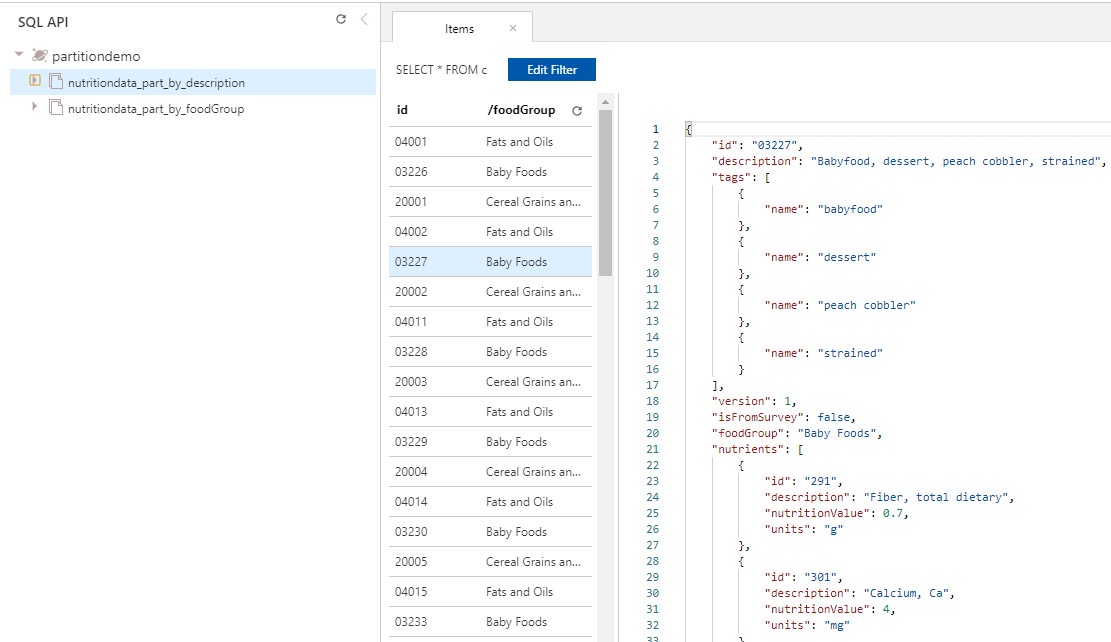 SQL API
partitiondemo
nutritiondata_part_by_description
nutritiondata_part_by_foodGroup
Items
SELECT * FROM c Edit Filter
id /foodGroup
04001 Fats and Oils
03226 Baby Foods
20001 Cereal Grains an...
04002 Fats and Oils
03227 Baby Foods
20002 Cereal Grains an...
04011 Fats and Oils
03228 Baby Foods
20003 Cereal Grains an...
04013 Fats and Oils
03229 Baby Foods
20004 Cereal Grains an...
04014 Fats and Oils
03230 Baby Foods
20005 Cereal Grains an...
04015 Fats and Oils
03233 Baby Foods
1 {
2 "id": "03227",
3 "description": "Babyfood, dessert, peach cobbler, strained",
4 "tags": [
5 {
6 "name": "babyfood"
7 },
8 {
9 "name": "dessert"
10 },
11 {
12 "name": "peach cobbler"
13 },
14 {
15 "name": "strained"
16 }
17 ],
18 "version": 1,
19 "isFromSurvey": false,
20 "foodGroup": "Baby Foods",
21 "nutrients": [
22 {
23 "id": "291",
24 "description": "Fiber, total dietary",
25 "nutritionValue": 0.7,
26 "units": "g"
27 },
28 {
29 "id": "301",
30 "description": "Calcium, Ca",
31 "nutritionValue": 4,
32 "units": "mg"
33 }